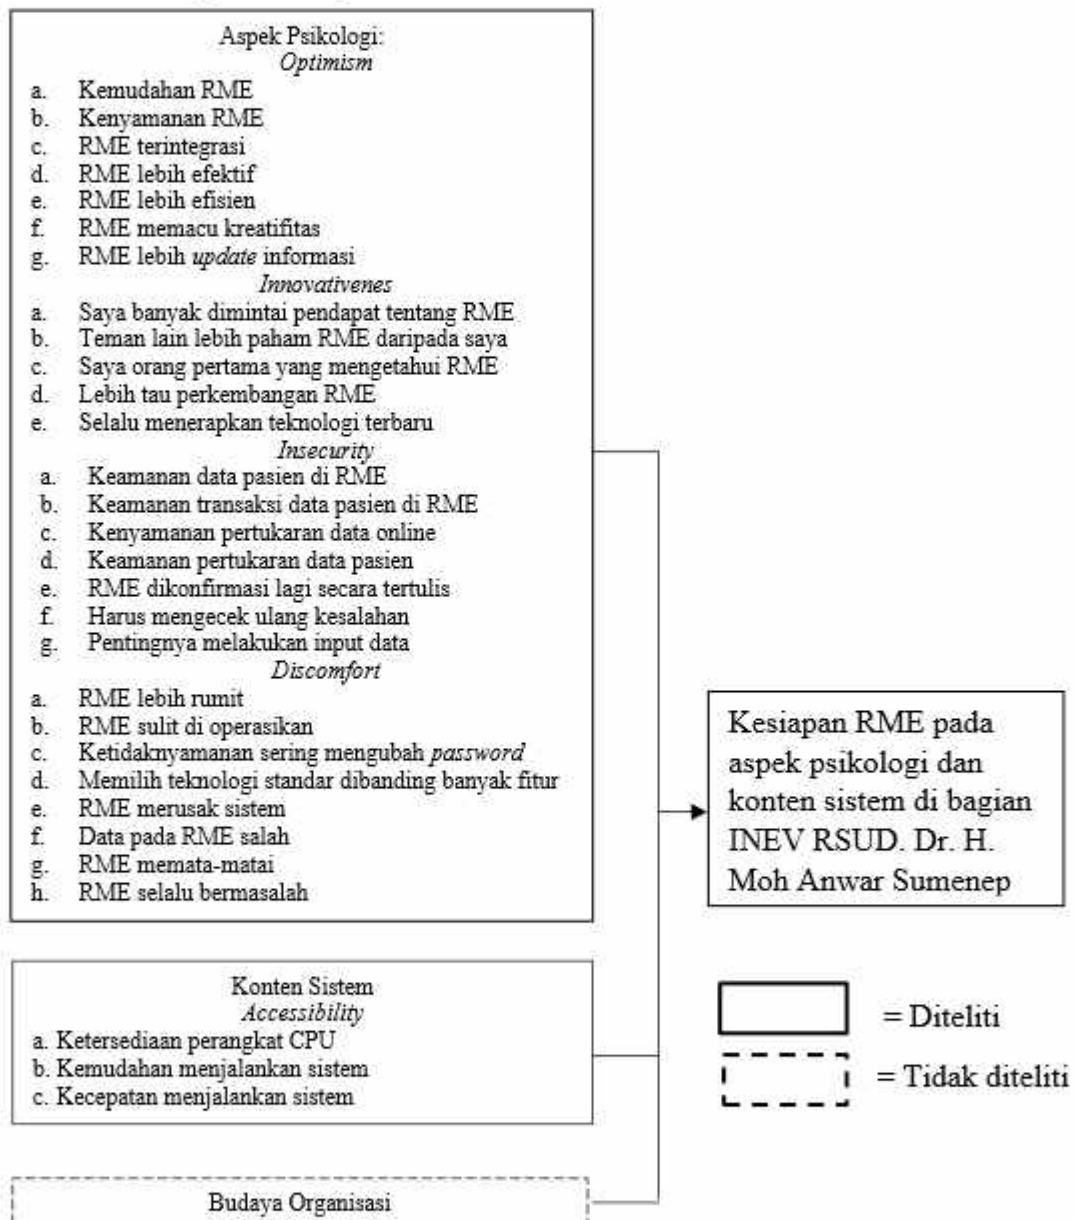 Aspek Psikologi:
Optimism
a. Kemudahan RME
b. Kenyamanan RME
c. RME terintegrasi
d. RME lebih efektif
e. RME lebih efisien
f. RME memacu kreatifitas
g. RME lebih update informasi
Innovativenes
a. Saya banyak dimintai pendapat tentang RME
b. Teman lain lebih paham RME daripada saya
c. Saya orang pertama yang mengetahui RME
d. Lebih tau perkembangan RME
e. Selalu menerapkan teknologi terbaru
Insecurity
a. Keamanan data pasien di RME
b. Keamanan transaksi data pasien di RME
c. Kenyamanan pertukaran data online
d. Keamanan pertukaran data pasien
e. RME dikonfirmasi lagi secara tertulis
f. Harus mengecek ulang kesalahan
g. Pentingnya melakukan input data
Discomfort
a. RME lebih rumit
b. RME sulit di operasikan
c. Ketidaknyamanan sering mengubah password
d. Memilih teknologi standar dibanding banyak fitur
e. RME merusak sistem
f. Data pada RME salah
g. RME memata-matai
h. RME selalu bermasalah
Konten Sistem
Accessibility
a. Ketersediaan perangkat CPU
b. Kemudahan menjalankan sistem
c. Kecepatan menjalankan sistem
Budaya Organisasi
Kesiapan RME pada
aspek psikologi dan
konten sistem di bagian
INEV RSUD. Dr. H.
Moh Anwar Sumenep
= Diteliti
= Tidak diteliti